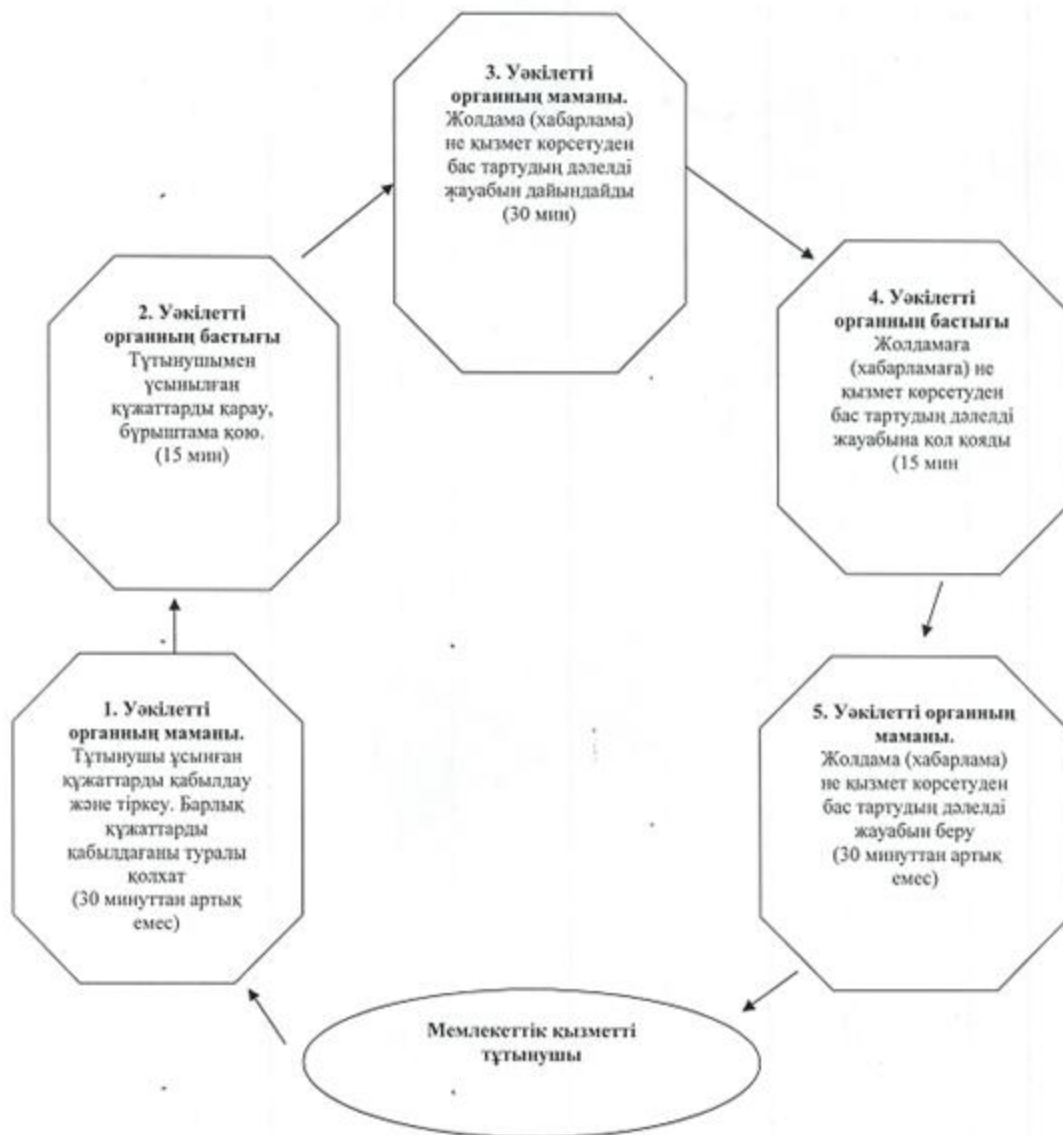 3. Уәкілетті
органның маманы.
Жолдама (хабарлама)
не қызмет көрсетуден
бас тартудың дәлелді
жауабын дайындайды
(30 мин)
2. Уәкілетті
органның бастығы
Тұтынушымен
ұсынылған
құжаттарды қарау,
бұрыштама қою.
(15 мин)
4. Уәкілетті
органның бастығы
Жолдамаға
(хабарламаға) не
қызмет көрсетуден
бас тартудың дәлелді
жауабына қол қояды
(15 мин
1. Уәкілетті
органның маманы.
Тұтынушы ұсынған
құжаттарды қабылдау
және тіркеу. Барлық
құжаттарды
қабылдағаны туралы
қолхат
(30 минуттан артық
емес)
5. Уәкілетті органның
маманы.
Жолдама (хабарлама)
не қызмет көрсетуден
бас тартудың дәлелді
жауабын беру
(30 минуттан артық
емес)
Мемлекеттік қызметті
тұтынушы